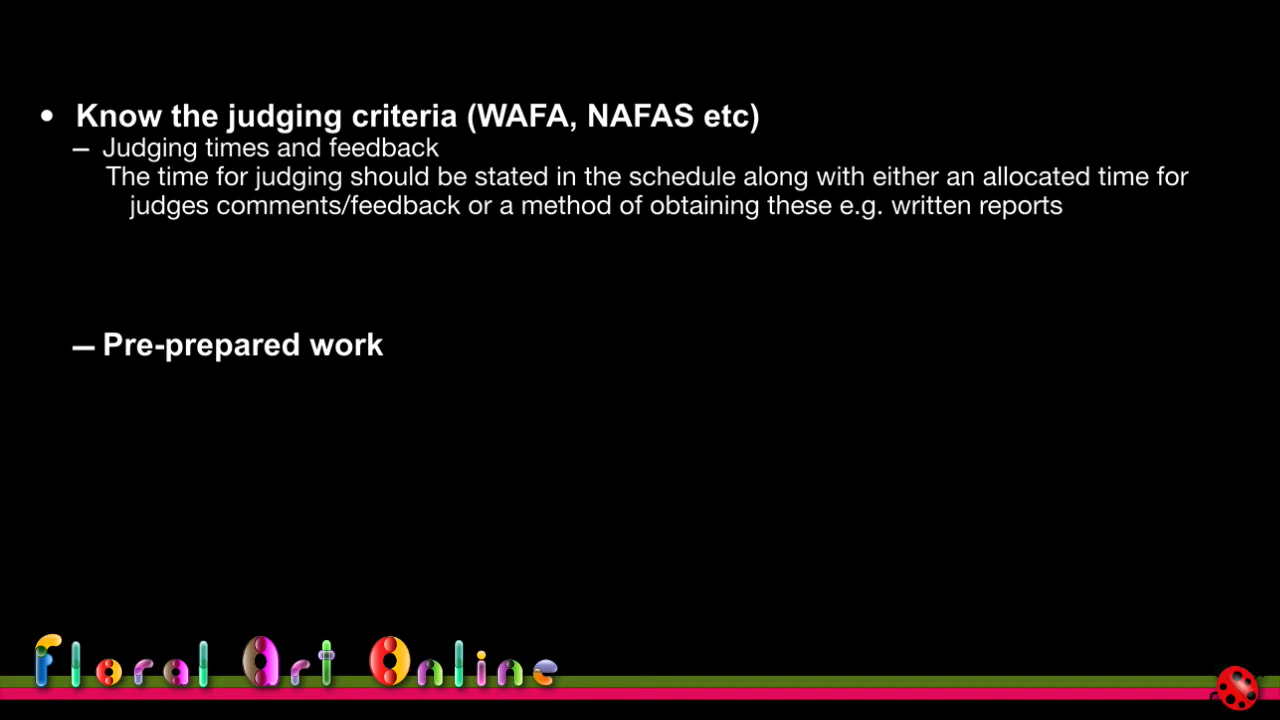 • Know the judging criteria (WAFA, NAFAS etc)
– Judging times and feedback
The time for judging should be stated in the schedule along with either an allocated time for
judges comments/feedback or a method of obtaining these e.g. written reports
– Pre-prepared work
Floral Art Online